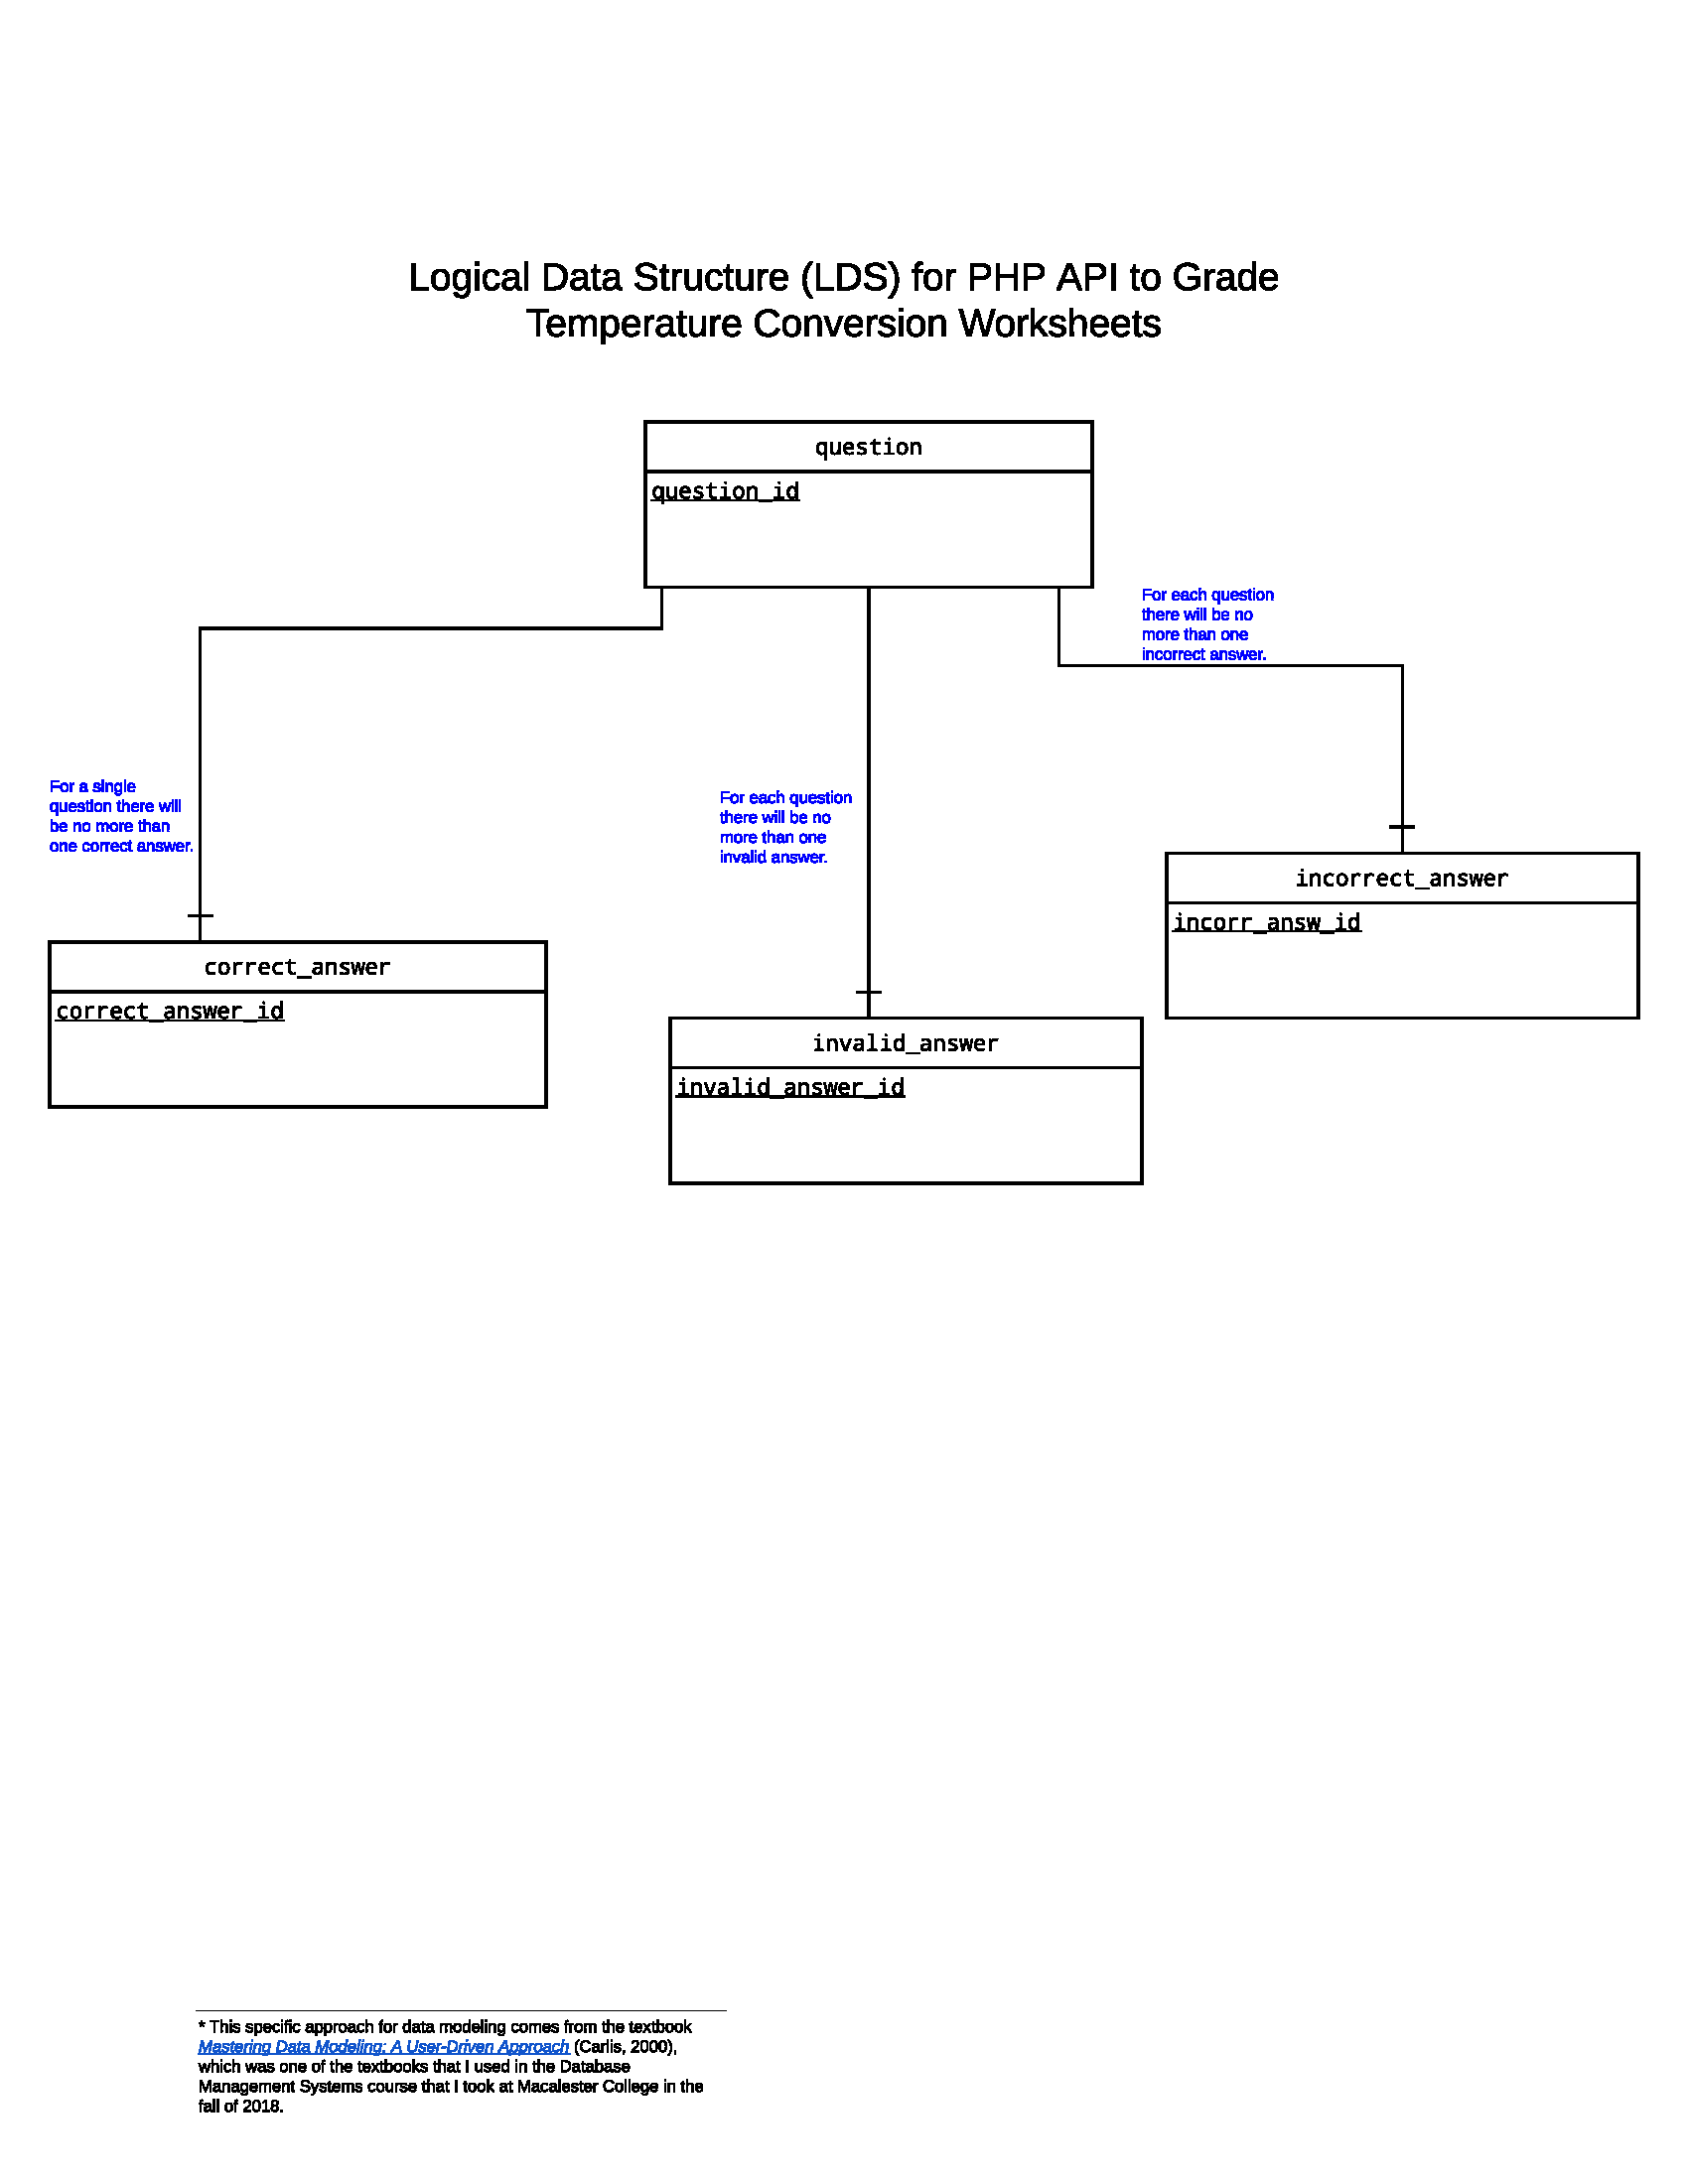 Logical Data Structure (LDS) for PHP API to Grade
Temperature Conversion Worksheets
question
question_id
For each question
there will be no
more than one
incorrect answer.
For a single
question there will
be no more than
one correct answer.
For each question
there will be no
more than one
invalid answer.
incorrect_answer
incorr_answ_id
correct_answer
correct_answer_id
invalid_answer
invalid_answer_id
* This specific approach for data modeling comes from the textbook
Mastering Data Modeling: A User-Driven Approach (Carlis, 2000),
which was one of the textbooks that I used in the Database
Management Systems course that I took at Macalester College in the
fall of 2018.